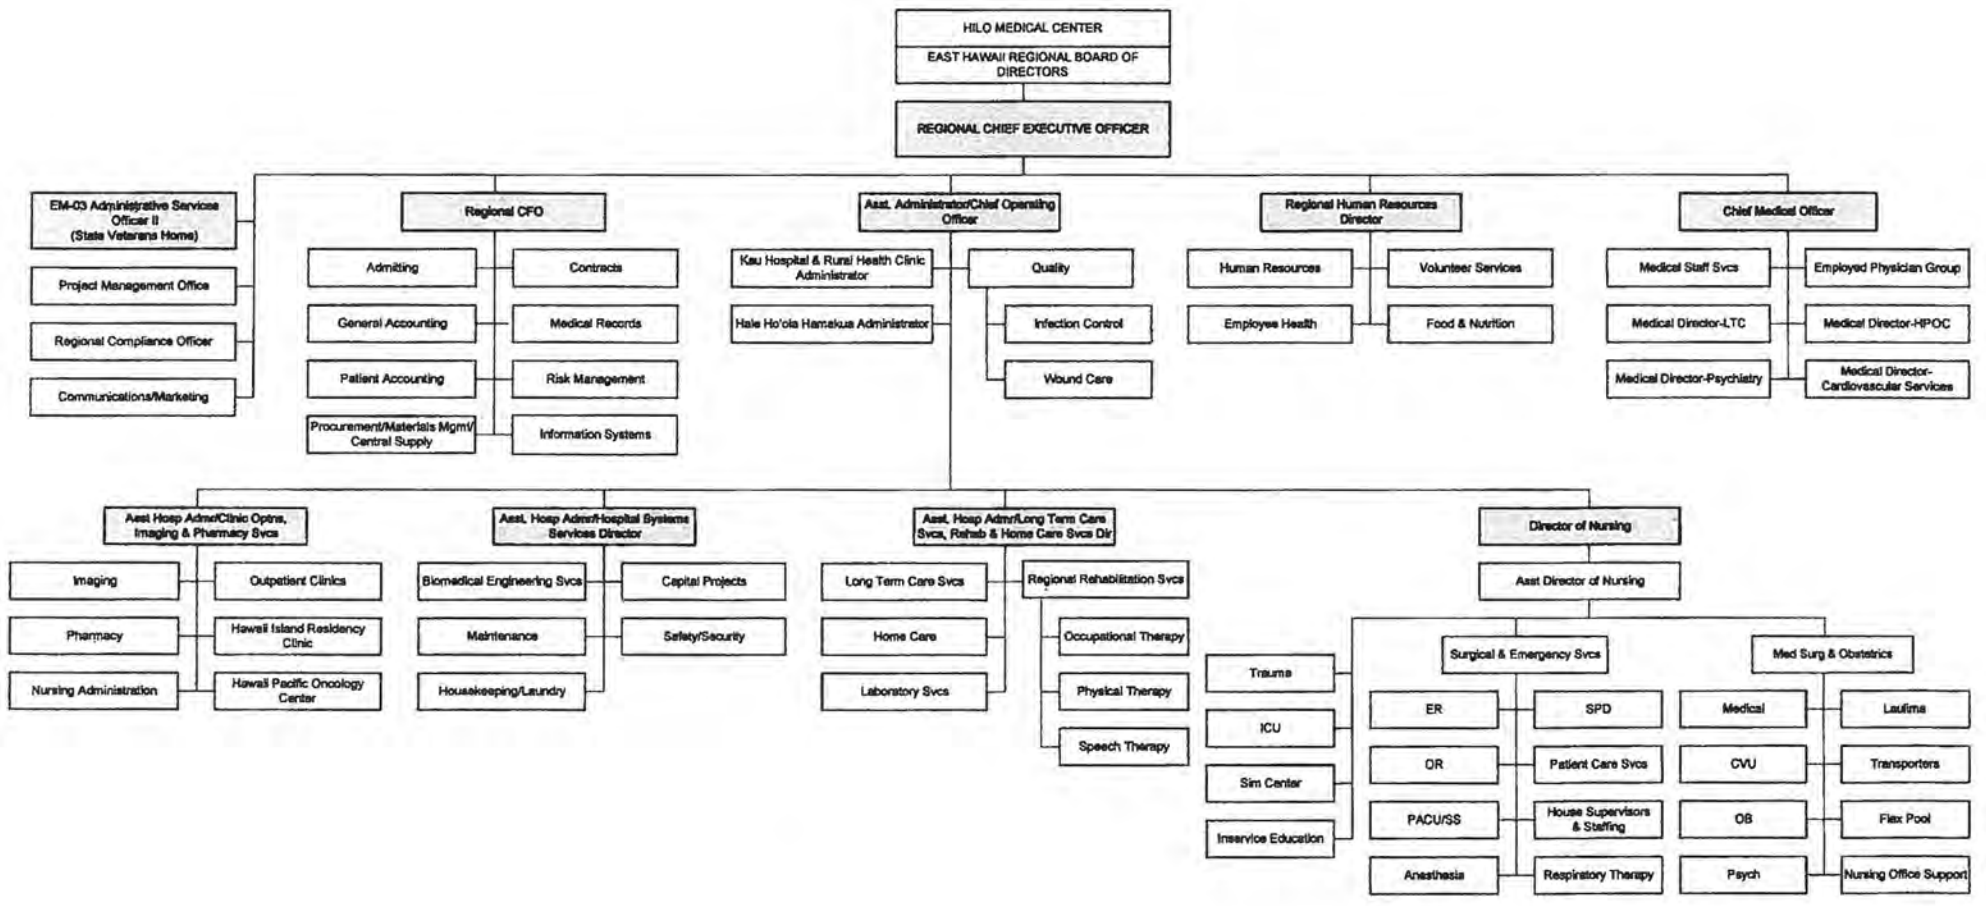 HILO MEDICAL CENTER
EAST HAWAII REGIONAL BOARD OF
DIRECTORS
REGIONAL CHIEF EXECUTIVE OFFICER
EM-03 Administrative Services
Officer II
(State Veterans Home)
Project Management Office
Regional Compliance Officer
Communications/Marketing
Regional CFO
Admitting
Contracts
General Accounting
Medical Records
Patient Accounting
Risk Management
Procurement/Materials Mgmt/
Central Supply
Information Systems
Asst. Administrator/Chief Operating
Officer
Kau Hospital & Rural Health Clinic
Administrator
Quality
Hale Ho'ola Hamakua Administrator
Infection Control
Wound Care
Regional Human Resources
Director
Human Resources
Volunteer Services
Employee Health
Food & Nutrition
Chief Medical Officer
Medical Staff Svcs
Employed Physician Group
Medical Director-LTC
Medical Director-HPOC
Medical Director-Psychiatry
Medical Director-
Cardiovascular Services
Asst Hosp Admr/Clinic Optns,
Imaging & Pharmacy Svcs
Imaging
Outpatient Clinics
Pharmacy
Hawaii Island Residency
Clinic
Nursing Administration
Hawaii Pacific Oncology
Center
Asst. Hosp Admr/Hospital Systems
Services Director
Biomedical Engineering Svcs
Capital Projects
Maintenance
Safety/Security
Housekeeping/Laundry
Asst. Hosp Admr/Long Term Care
Svcs, Rehab & Home Care Svcs Dir
Long Term Care Svcs
Regional Rehabilitation Svcs
Home Care
Occupational Therapy
Laboratory Svcs
Physical Therapy
Speech Therapy
Director of Nursing
Asst Director of Nursing
Trauma
ICU
Sim Center
Inservice Education
Surgical & Emergency Svcs
ER
SPD
OR
Patient Care Svcs
PACU/SS
House Supervisors
& Staffing
Anesthesia
Respiratory Therapy
Med Surg & Obstetrics
Medical
Laulima
CVU
Transporters
OB
Flex Pool
Psych
Nursing Office Support